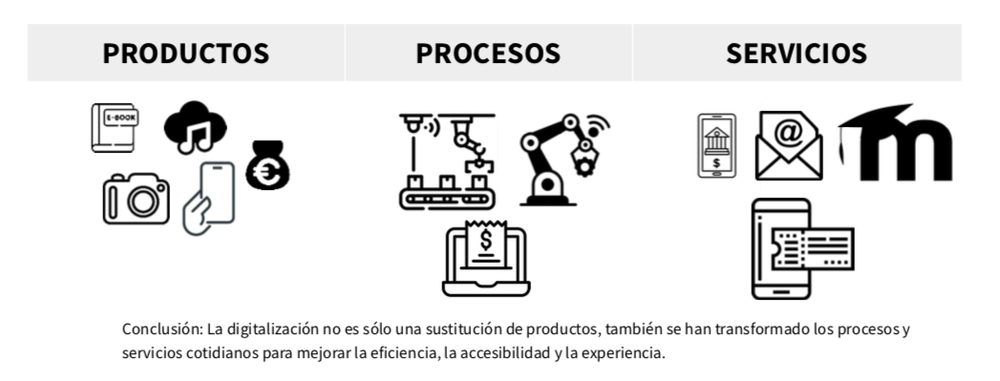 PRODUCTOS PROCESOS SERVICIOS
E-BOOK
€
$
@
$
m
Conclusión: La digitalización no es sólo una sustitución de productos, también se han transformado los procesos y
servicios cotidianos para mejorar la eficiencia, la accesibilidad y la experiencia.